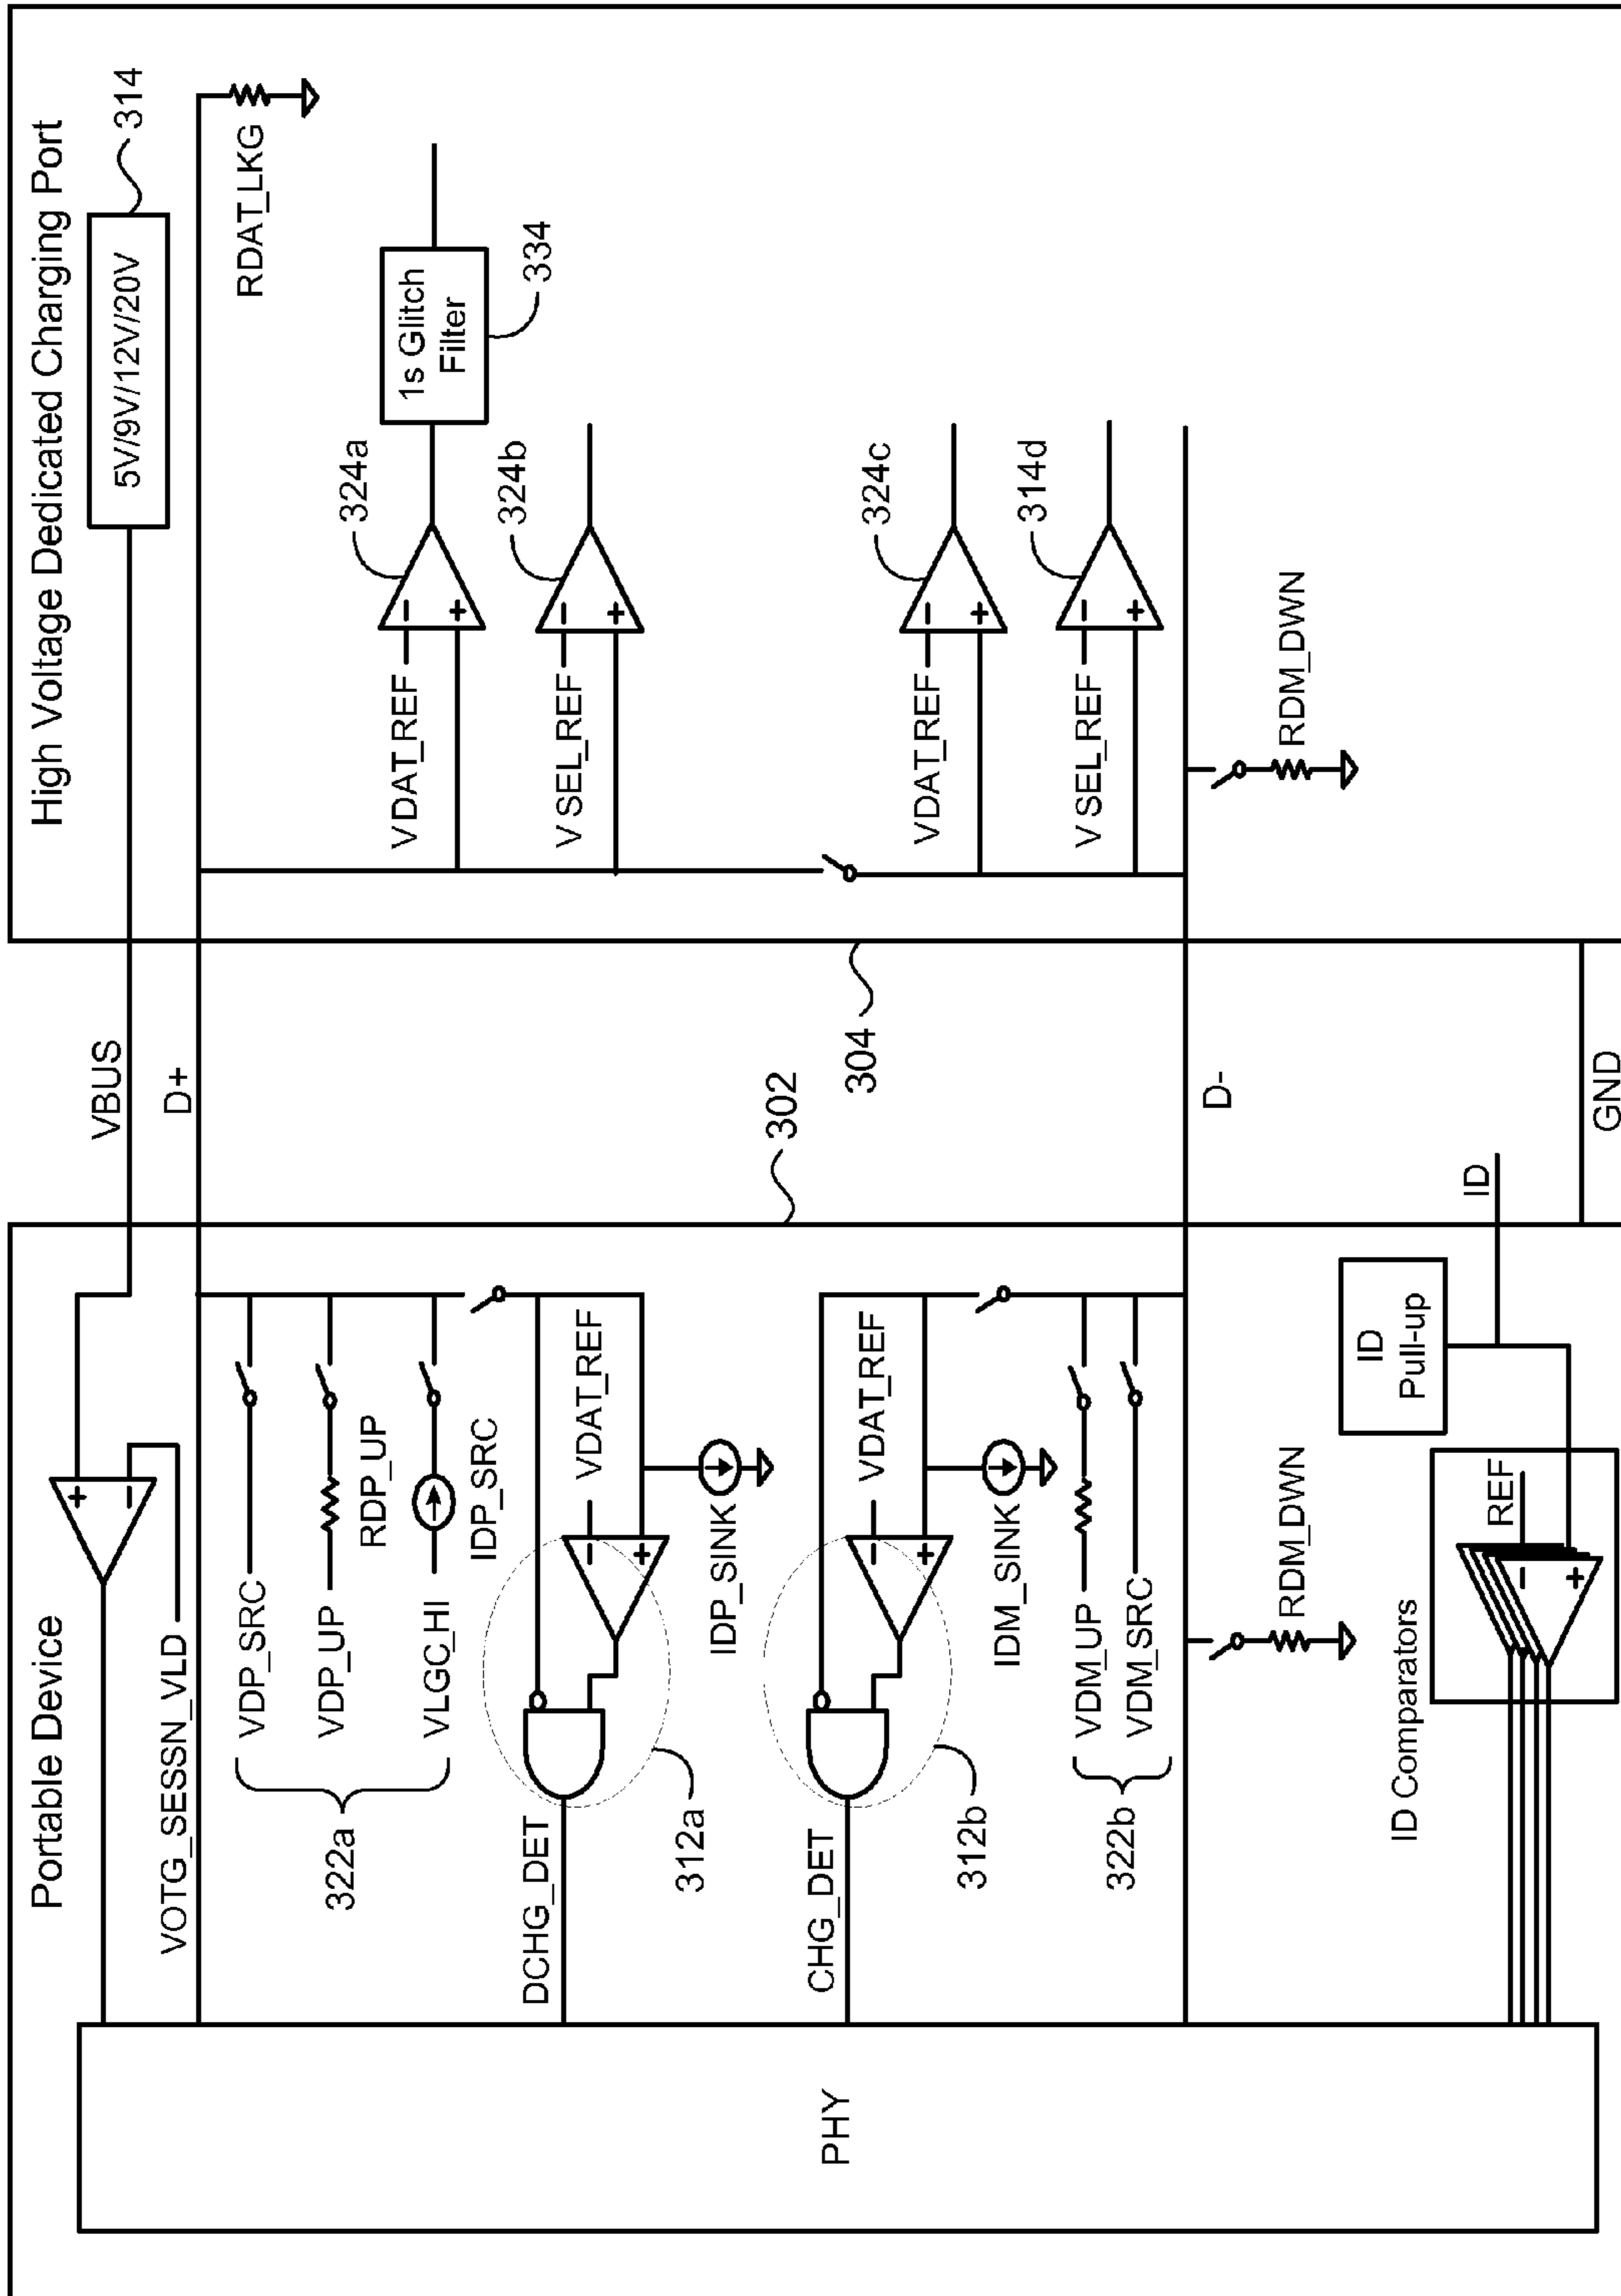 Portable Device
High Voltage Dedicated Charging Port
VBUS
5V/9V/12V/20V
314
VOTG_SESSN_VLD
D+
RDAT_LKG
VDP_SRC
VDP_UP
RDP_UP
VLGC_HI
IDP_SRC
322a
DCHG_DET
VDAT_REF
312a
IDP_SINK
302
CHG_DET
VDAT_REF
312b
IDM_SINK
VDM_UP
VDM_SRC
322b
PHY
RDM_DWN
ID Comparators
REF
ID
Pull-up
ID
D-
GND
304
VDAT_REF
324a
1s Glitch
Filter
334
VSEL_REF
324b
VDAT_REF
324c
VSEL_REF
314d
RDM_DWN